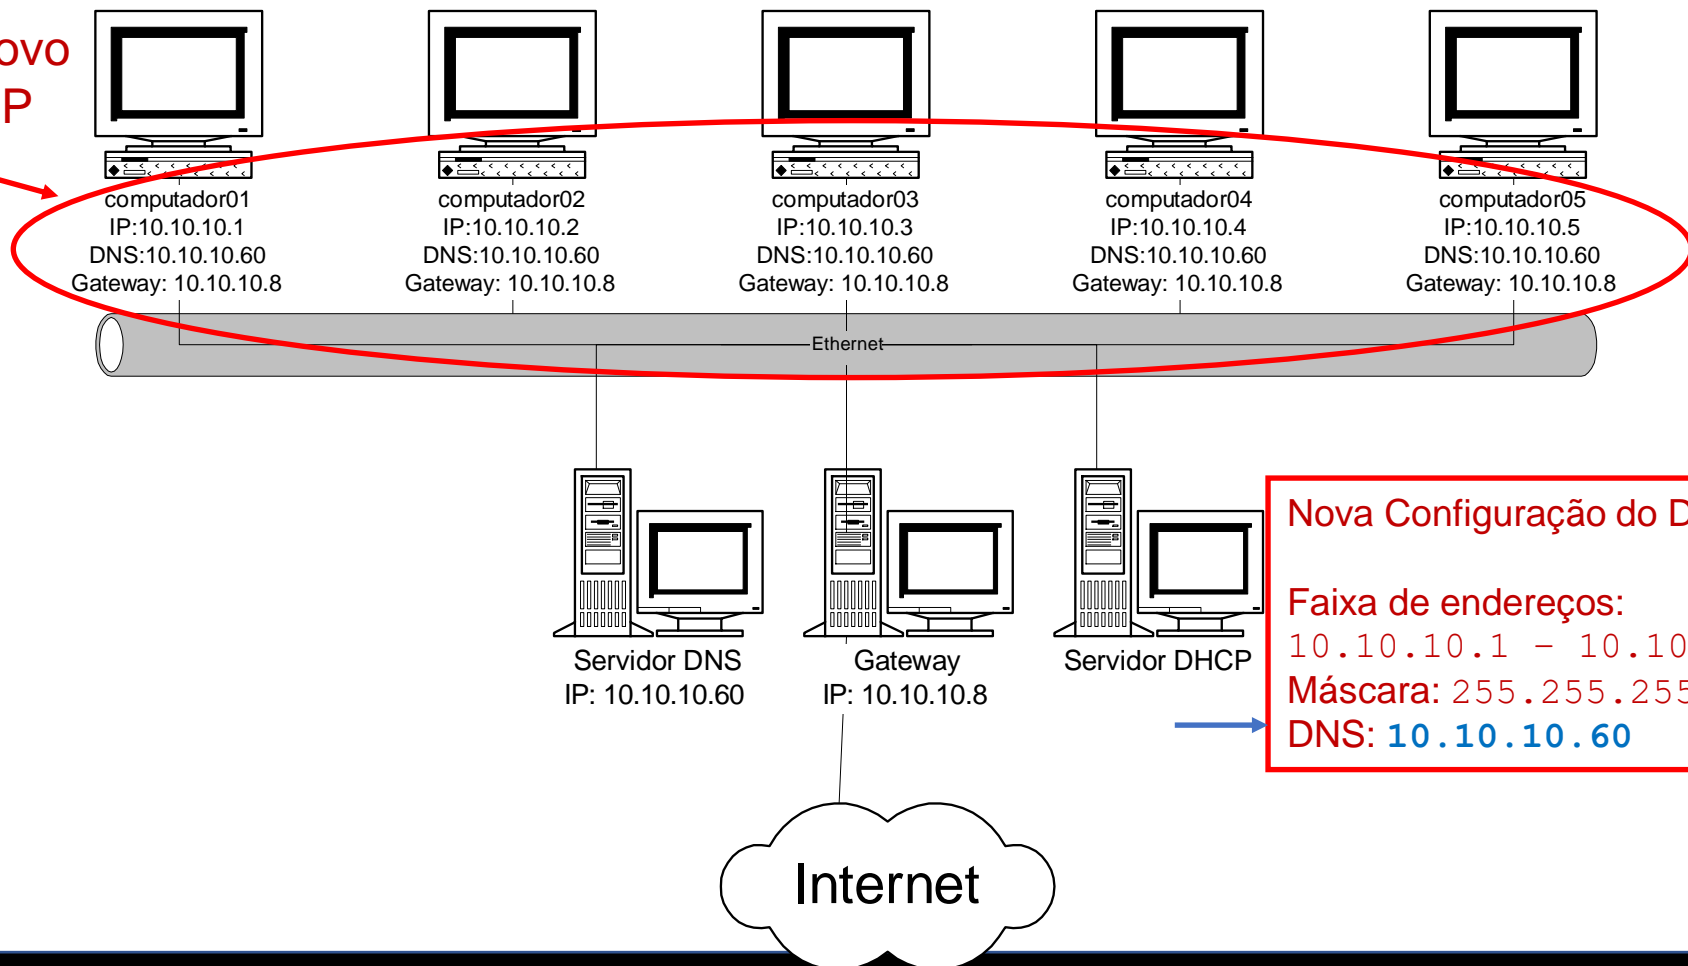 ovo
P
computador01
IP:10.10.10.1
DNS:10.10.10.60
Gateway: 10.10.10.8
computador02
IP:10.10.10.2
DNS:10.10.10.60
Gateway: 10.10.10.8
computador03
IP:10.10.10.3
DNS:10.10.10.60
Gateway: 10.10.10.8
computador04
IP:10.10.10.4
DNS:10.10.10.60
Gateway: 10.10.10.8
computador05
IP:10.10.10.5
DNS:10.10.10.60
Gateway: 10.10.10.8
Ethernet
Servidor DNS
IP: 10.10.10.60
Gateway
IP: 10.10.10.8
Servidor DHCP
Nova Configuração do D
Faixa de endereços:
10.10.10.1 – 10.10
Máscara: 255.255.255
DNS: 10.10.10.60
Internet